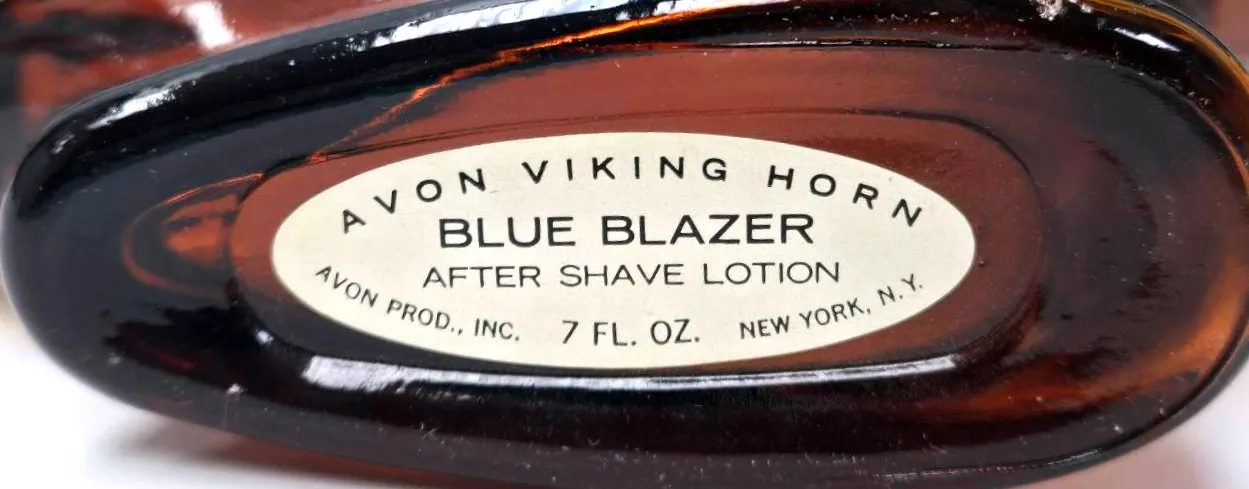 AVON VIKING HORN
BLUE BLAZER
AFTER SHAVE LOTION
AVON PROD., INC. 7 FL. OZ. NEW YORK, N.Y.